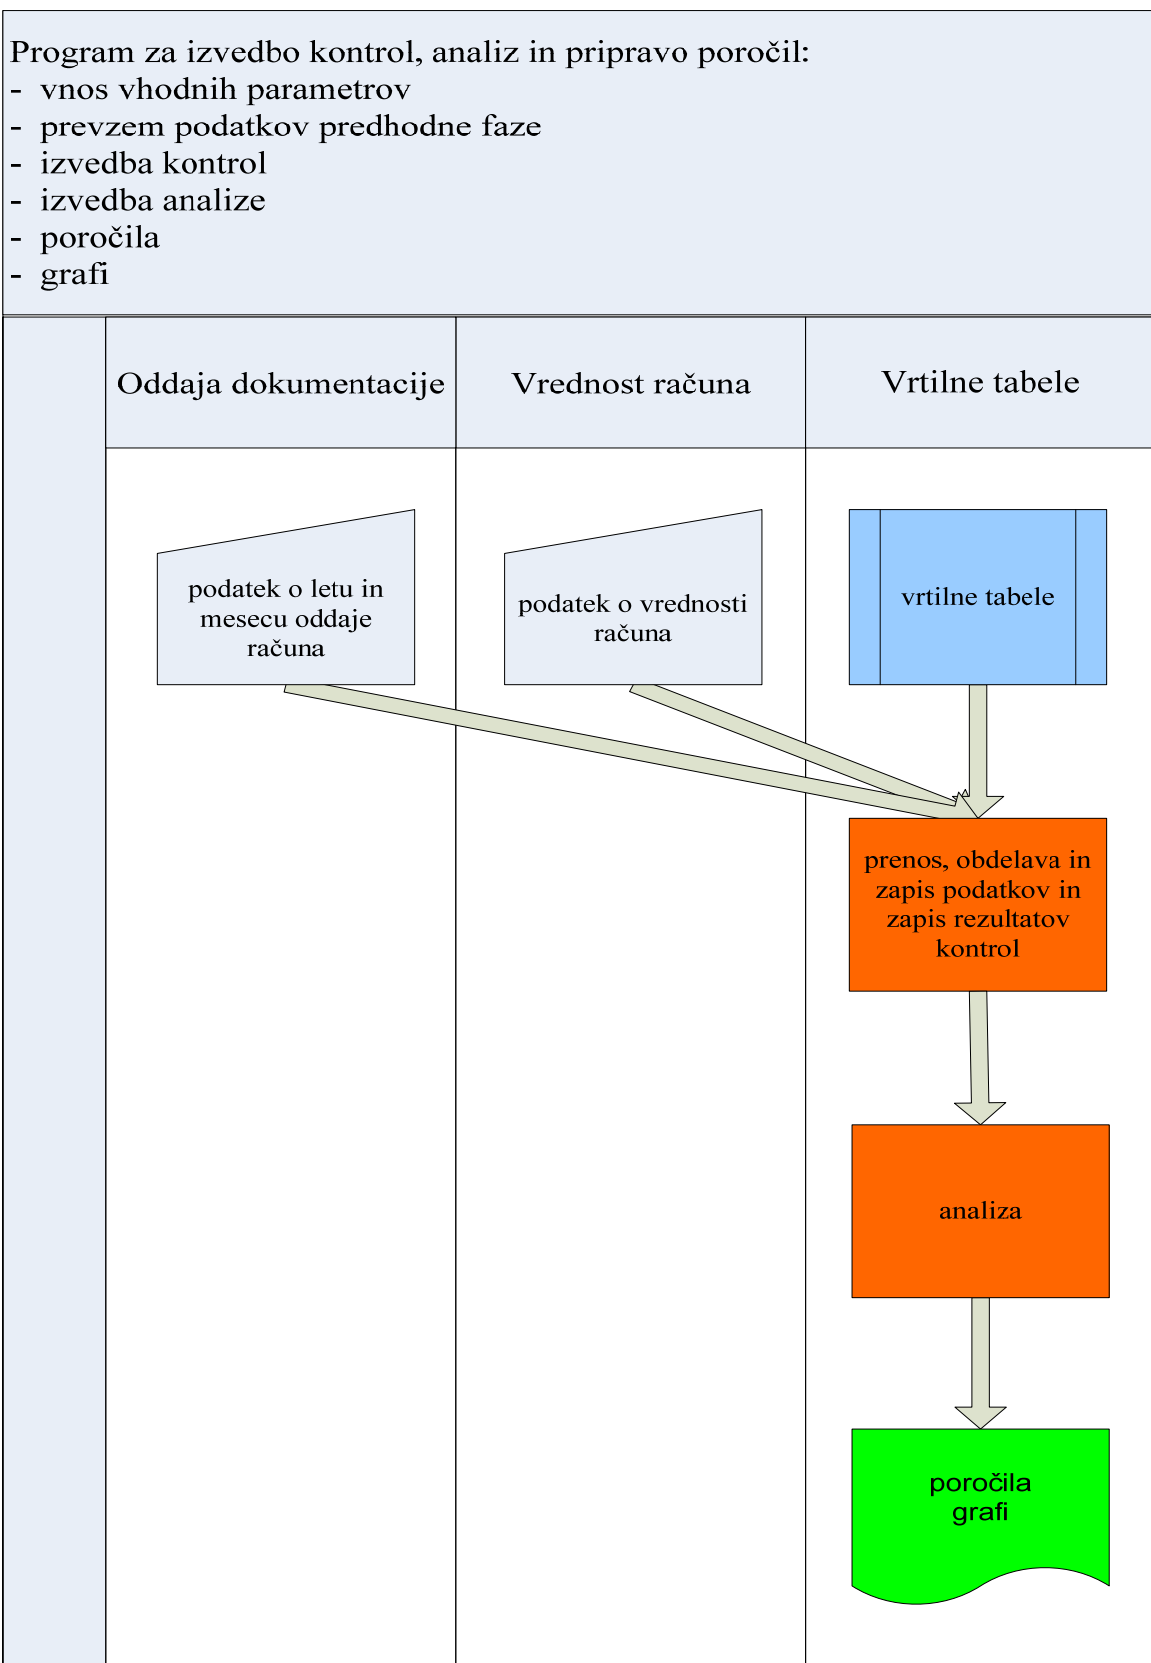 Program za izvedbo kontrol, analiz in pripravo poročil:
- vnos vhodnih parametrov
- prevzem podatkov predhodne faze
- izvedba kontrol
- izvedba analize
- poročila
- grafi
Oddaja dokumentacije
Vrednost računa
Vrtilne tabele
podatek o letu in
mesecu oddaje
računa
podatek o vrednosti
računa
vrtilne tabele
prenos, obdelava in
zapis podatkov in
zapis rezultatov
kontrol
analiza
poročila
grafi